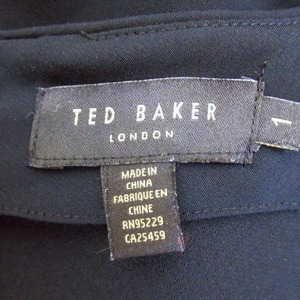 TED BAKER
LONDON
1
MADE IN
CHINA
FABRIQUE EN
CHINE
RN95229
CA25459